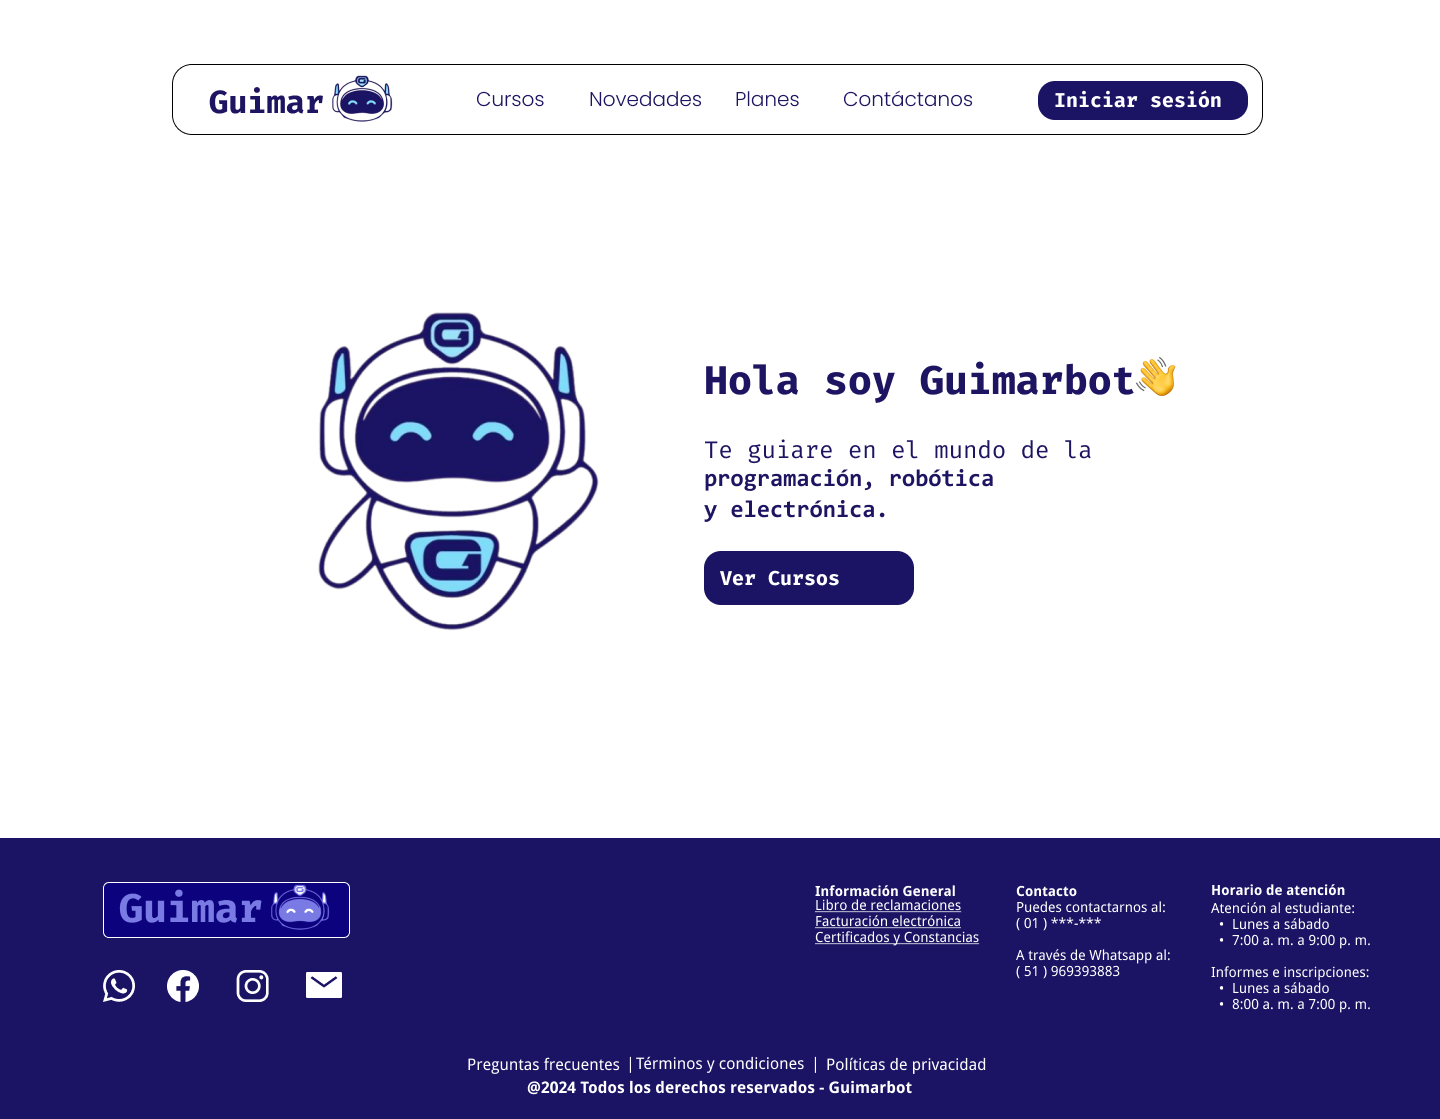 Guimar
Cursos
Novedades
Planes
Contáctanos
Iniciar sesión
G
Hola soy Guimarbot👋
Te guiare en el mundo de la
programación, robótica
y electrónica.
G
Ver Cursos
Guimar
Información General
Libro de reclamaciones
Facturación electrónica
Certificados y Constancias
Contacto
Puedes contactarnos al:
( 01 ) ***-***
A través de Whatsapp al:
( 51 ) 969393883
Horario de atención
Atención al estudiante:
• Lunes a sábado
• 7:00 a. m. a 9:00 p. m.
Informes e inscripciones:
• Lunes a sábado
• 8:00 a. m. a 7:00 p. m.
Preguntas frecuentes | Términos y condiciones | Políticas de privacidad
@2024 Todos los derechos reservados - Guimarbot